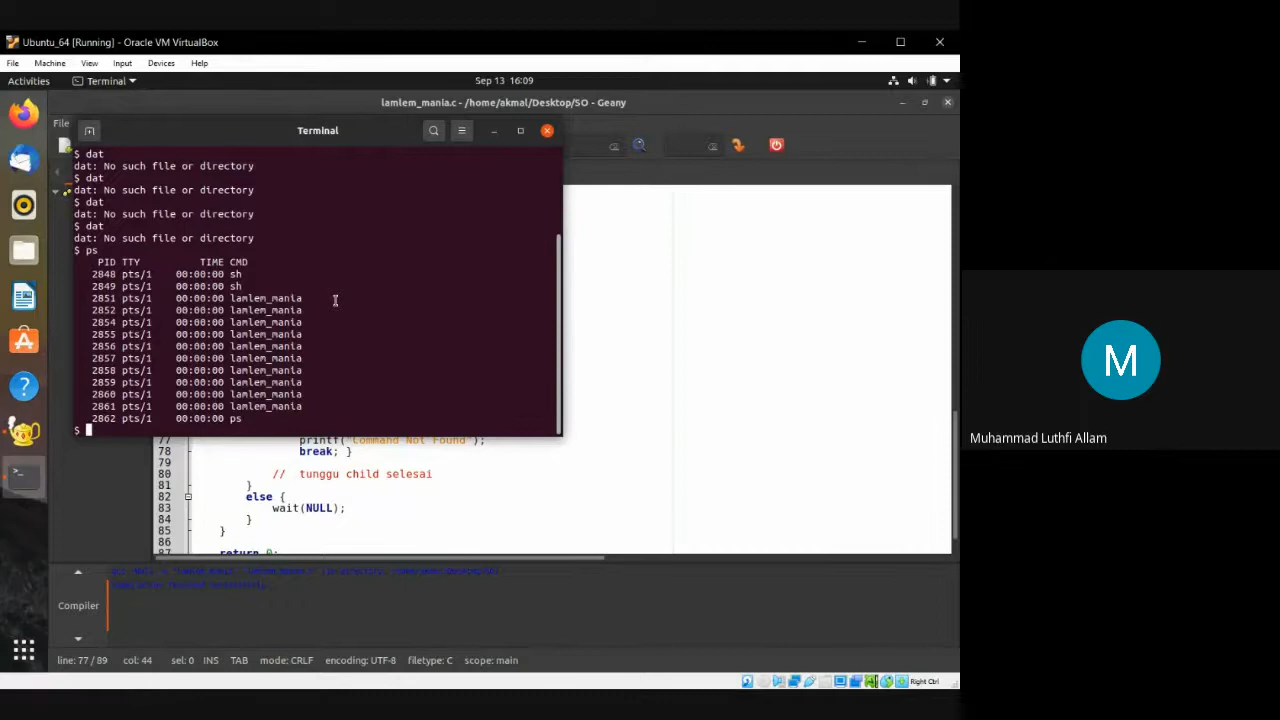 Ubuntu_64 [Running] - Oracle VM VirtualBox
File Machine View Input Devices Help
Activities Terminal Sep 13 16:09
lamlem_mania.c - /home/akmal/Desktop/SO - Geany
File
Terminal
$ dat
dat: No such file or directory
$ dat
dat: No such file or directory
$ dat
dat: No such file or directory
$ dat
dat: No such file or directory
$ ps
PID TTY TIME CMD
2848 pts/1 00:00:00 sh
2849 pts/1 00:00:00 sh
2851 pts/1 00:00:00 lamlem_mania
2852 pts/1 00:00:00 lamlem_mania
2854 pts/1 00:00:00 lamlem_mania
2855 pts/1 00:00:00 lamlem_mania
2856 pts/1 00:00:00 lamlem_mania
2857 pts/1 00:00:00 lamlem_mania
2858 pts/1 00:00:00 lamlem_mania
2859 pts/1 00:00:00 lamlem_mania
2860 pts/1 00:00:00 lamlem_mania
2861 pts/1 00:00:00 lamlem_mania
2862 pts/1 00:00:00 ps
$
77 printf("Command Not Found");
78 break; }
79
80 // tunggu child selesai
81 }
82 else {
83 wait(NULL);
84 }
85 }
86
87 return 0;
Compiler
line: 77 / 89 col: 44 sel: 0 INS TAB mode: CRLF encoding: UTF-8 filetype: C scope: main
Right Ctrl
M
Muhammad Luthfi Allam